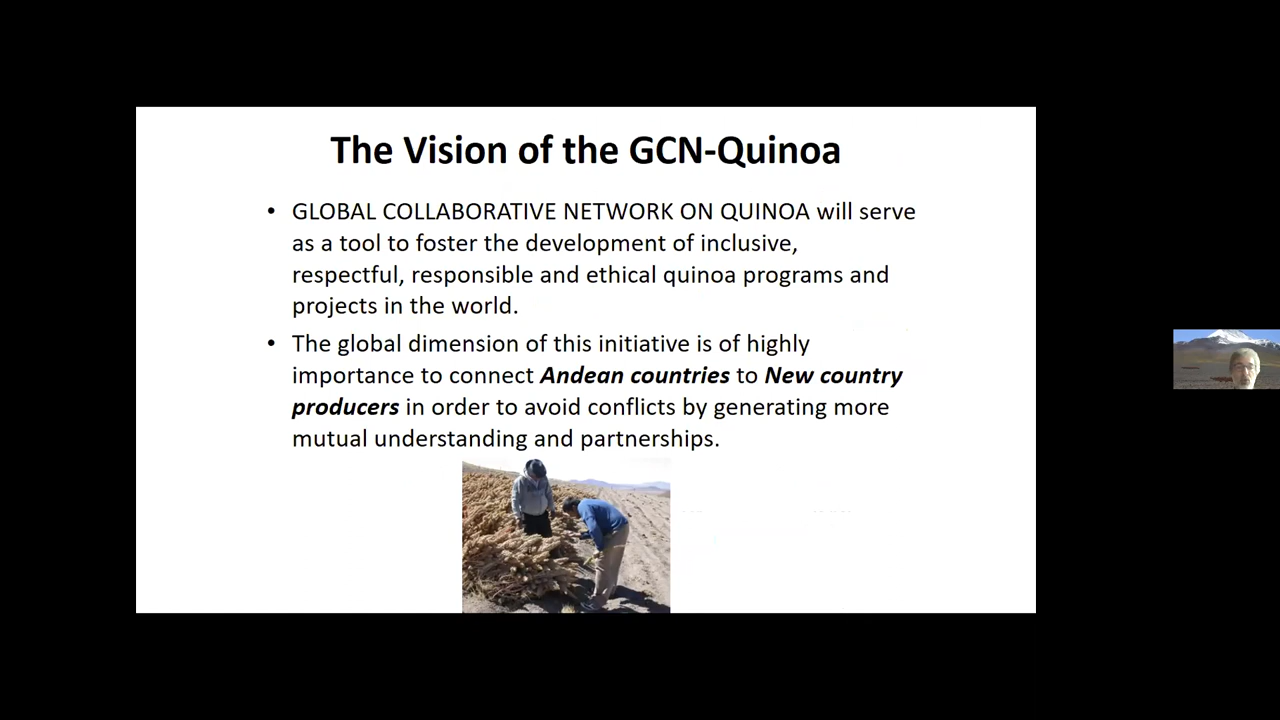 The Vision of the GCN-Quinoa
• GLOBAL COLLABORATIVE NETWORK ON QUINOA will serve
as a tool to foster the development of inclusive,
respectful, responsible and ethical quinoa programs and
projects in the world.
• The global dimension of this initiative is of highly
importance to connect Andean countries to New country
producers in order to avoid conflicts by generating more
mutual understanding and partnerships.